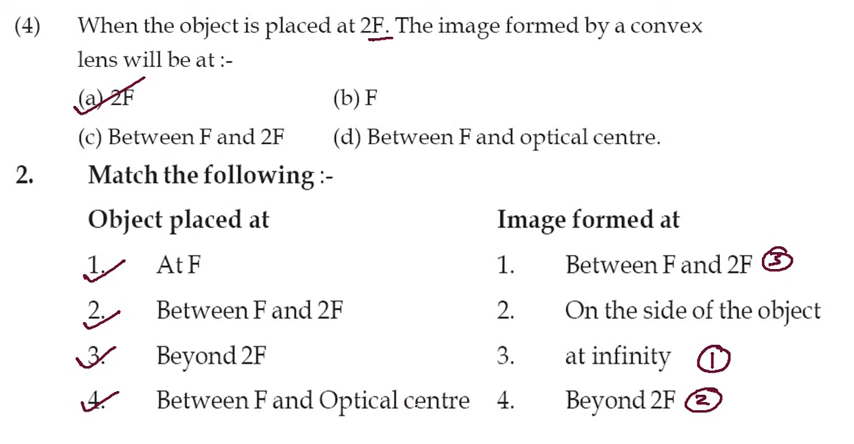 (4) When the object is placed at 2F. The image formed by a convex
lens will be at :-
(a) 2F (b) F
(c) Between F and 2F (d) Between F and optical centre.
2. Match the following :-
Object placed at Image formed at
1. At F 1. Between F and 2F 3
2. Between F and 2F 2. On the side of the object
3. Beyond 2F 3. at infinity 1
4. Between F and Optical centre 4. Beyond 2F 2